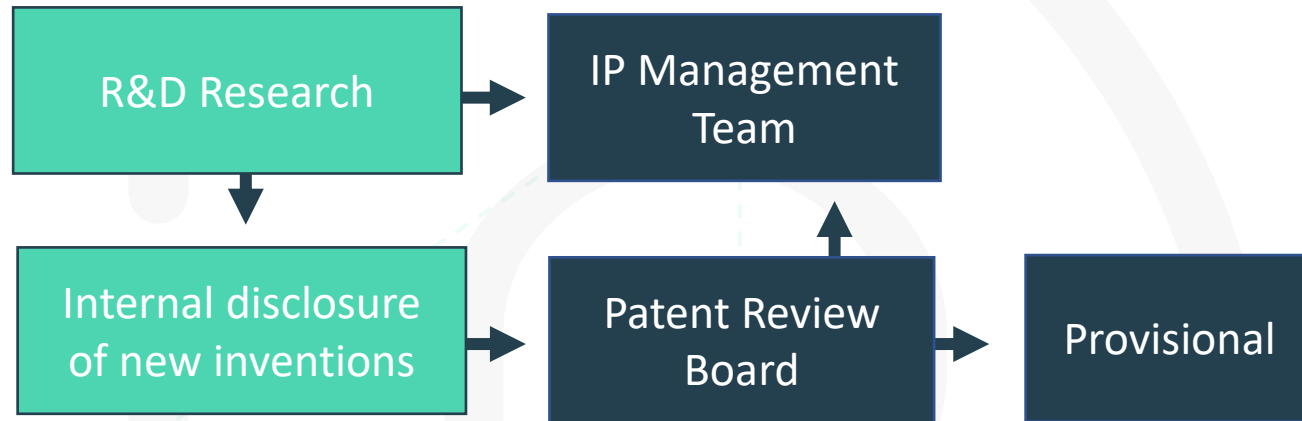 R&D Research
IP Management
Team
Internal disclosure
of new inventions
Patent Review
Board
Provisional